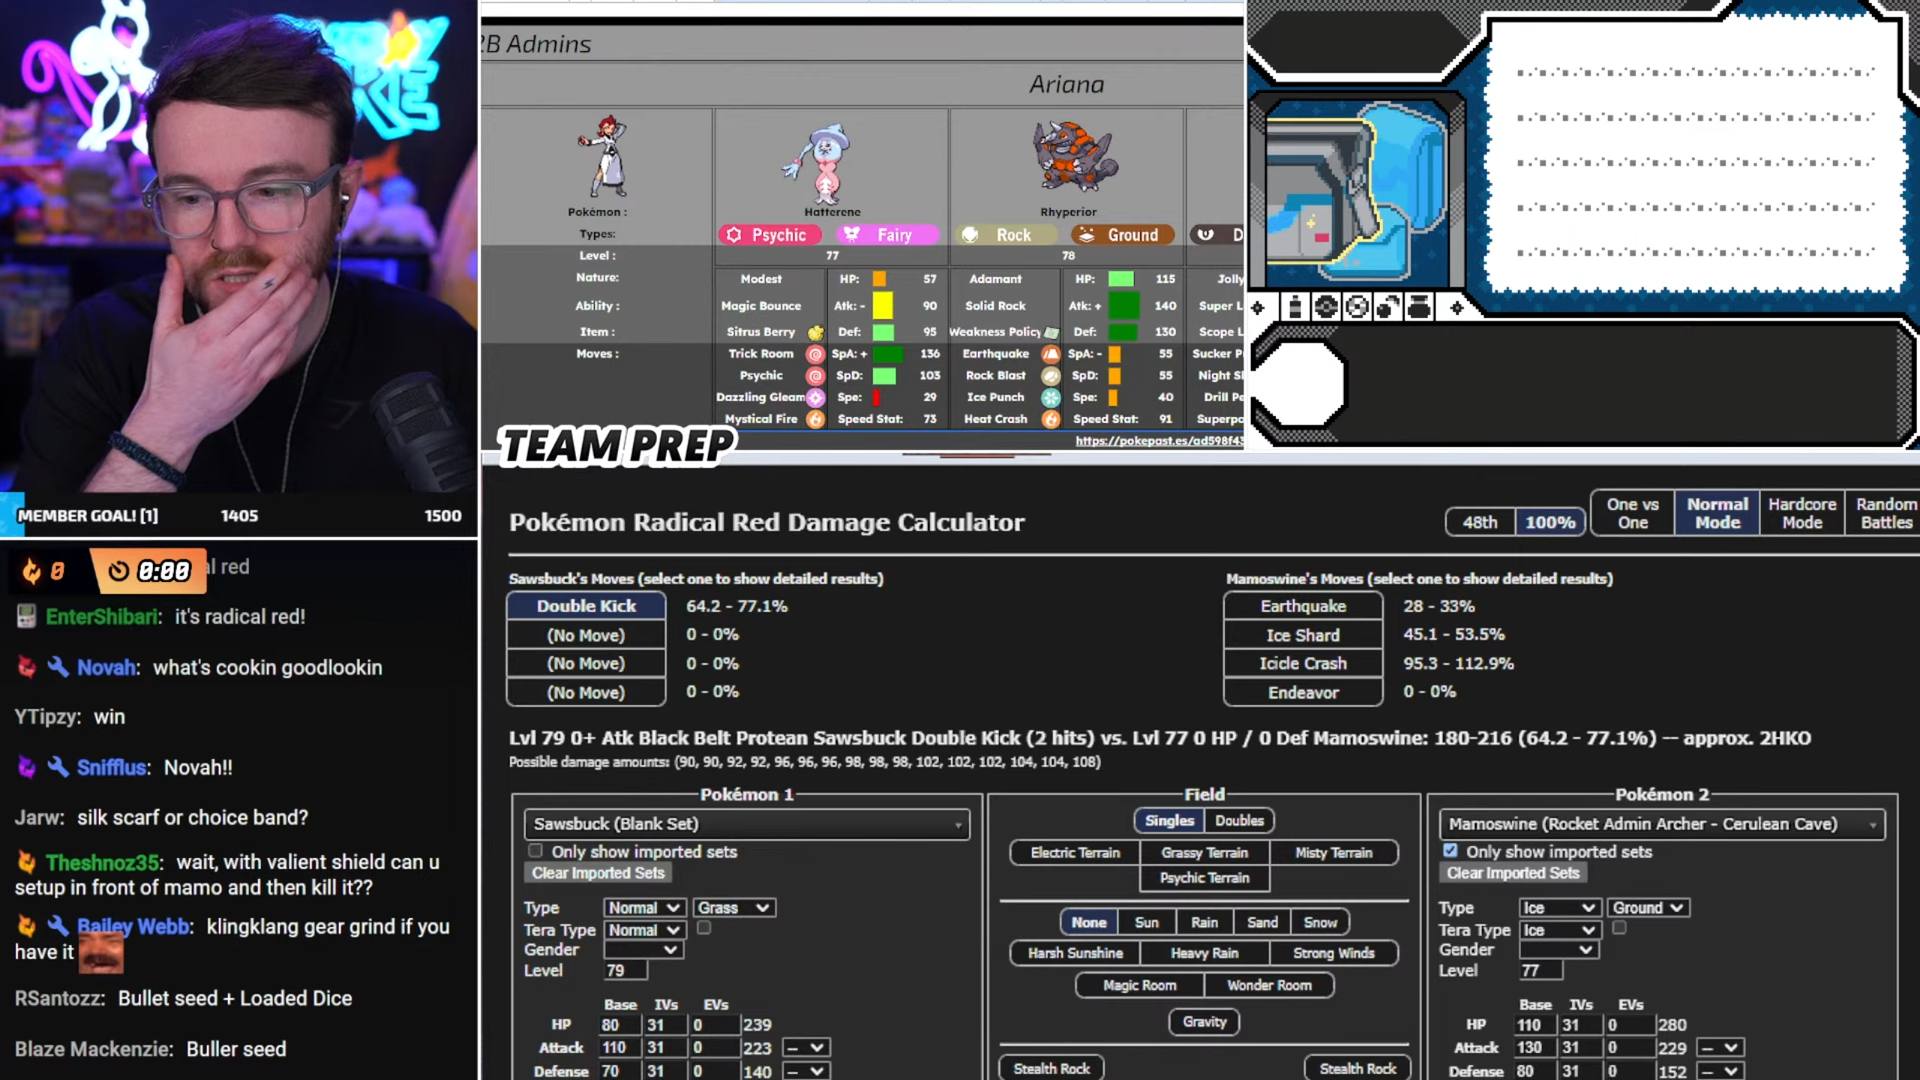 2B Admins
Ariana
Pokémon :
Hatterene
Rhyperior
Types:
Psychic
Fairy
Rock
Ground
D
Level :
77
78
Nature:
Modest
HP:
57
Adamant
HP:
115
Jolly
Ability :
Magic Bounce
Atk: -
90
Solid Rock
Atk: +
140
Super L
Item :
Sitrus Berry
Def:
95
Weakness Policy
Def:
130
Scope L
Moves :
Trick Room
SpA: +
136
Earthquake
SpA: -
55
Sucker P
Psychic
SpD:
103
Rock Blast
SpD:
55
Night Sl
Dazzling Gleam
Spe:
29
Ice Punch
Spe:
40
Drill Pe
Mystical Fire
Speed Stat:
73
Heat Crash
Speed Stat:
91
Superpo
https://pokepast.es/ad598f43
TEAM PREP
MEMBER GOAL! [1]
1405
1500
0
0:00
al red
EnterShibari: it's radical red!
Novah: what's cookin goodlookin
YTipzy: win
Snifflus: Novah!!
Jarw: silk scarf or choice band?
Theshnoz35: wait, with valient shield can u
setup in front of mamo and then kill it??
Bailey Webb: klingklang gear grind if you
have it
RSantozz: Bullet seed + Loaded Dice
Blaze Mackenzie: Buller seed
Pokémon Radical Red Damage Calculator
48th
100%
One vs
One
Normal
Mode
Hardcore
Mode
Random
Battles
Sawsbuck's Moves (select one to show detailed results)
Double Kick
64.2 - 77.1%
(No Move)
0 - 0%
(No Move)
0 - 0%
(No Move)
0 - 0%
Mamoswine's Moves (select one to show detailed results)
Earthquake
28 - 33%
Ice Shard
45.1 - 53.5%
Icicle Crash
95.3 - 112.9%
Endeavor
0 - 0%
Lvl 79 0+ Atk Black Belt Protean Sawsbuck Double Kick (2 hits) vs. Lvl 77 0 HP / 0 Def Mamoswine: 180-216 (64.2 - 77.1%) -- approx. 2HKO
Possible damage amounts: (90, 90, 92, 92, 96, 96, 96, 98, 98, 98, 102, 102, 102, 104, 104, 108)
Pokémon 1
Sawsbuck (Blank Set)
Only show imported sets
Clear Imported Sets
Type
Normal
Grass
Tera Type
Normal
Gender
Level
79
Base IVs EVs
HP 80 31 0 239
Attack 110 31 0 223 --
Defense 70 31 0 140 --
Field
Singles
Doubles
Electric Terrain
Grassy Terrain
Misty Terrain
Psychic Terrain
None
Sun
Rain
Sand
Snow
Harsh Sunshine
Heavy Rain
Strong Winds
Magic Room
Wonder Room
Gravity
Stealth Rock
Stealth Rock
Pokémon 2
Mamoswine (Rocket Admin Archer - Cerulean Cave)
Only show imported sets
Clear Imported Sets
Type
Ice
Ground
Tera Type
Ice
Gender
Level
77
Base IVs EVs
HP 110 31 0 280
Attack 130 31 0 229 --
Defense 80 31 0 152 --